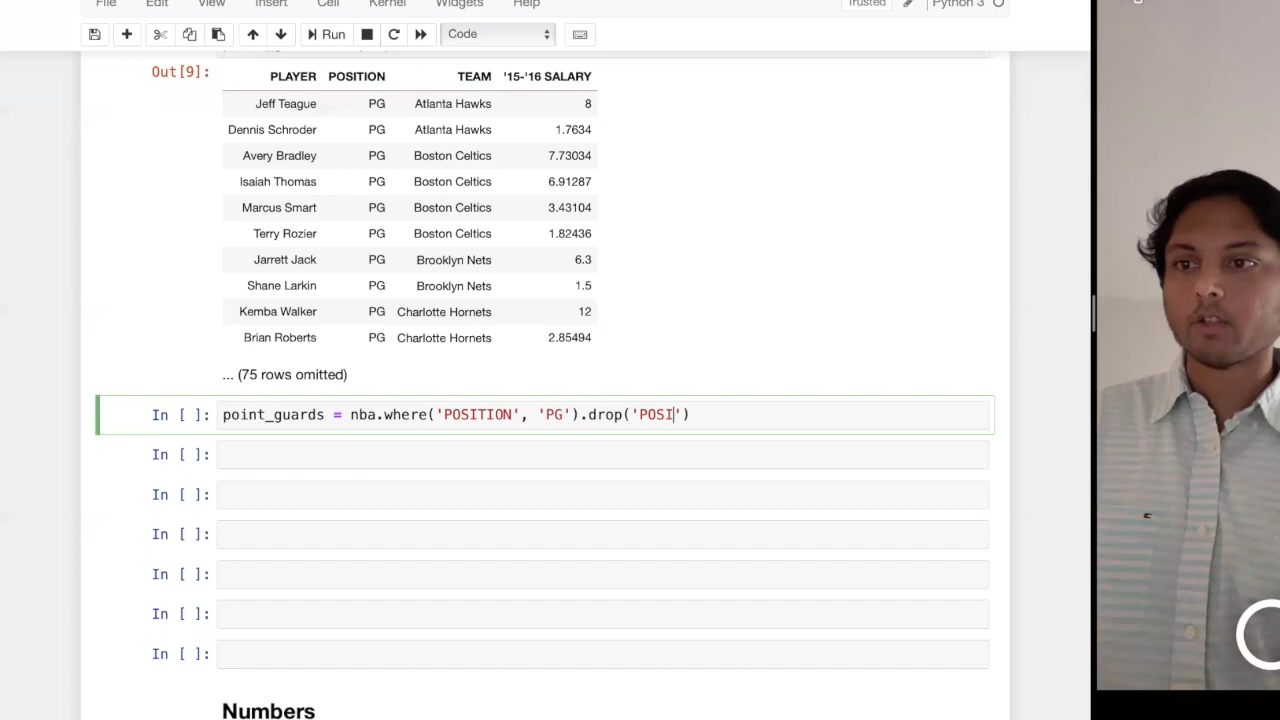 File Edit View Insert Cell Kernel Widgets Help Trusted Python 3
Run Code
Out[9]:
PLAYER POSITION TEAM '15-'16 SALARY
Jeff Teague PG Atlanta Hawks 8
Dennis Schroder PG Atlanta Hawks 1.7634
Avery Bradley PG Boston Celtics 7.73034
Isaiah Thomas PG Boston Celtics 6.91287
Marcus Smart PG Boston Celtics 3.43104
Terry Rozier PG Boston Celtics 1.82436
Jarrett Jack PG Brooklyn Nets 6.3
Shane Larkin PG Brooklyn Nets 1.5
Kemba Walker PG Charlotte Hornets 12
Brian Roberts PG Charlotte Hornets 2.85494
... (75 rows omitted)
In [ ]: point_guards = nba.where('POSITION', 'PG').drop('POSI')
In [ ]:
In [ ]:
In [ ]:
In [ ]:
In [ ]:
In [ ]:
Numbers